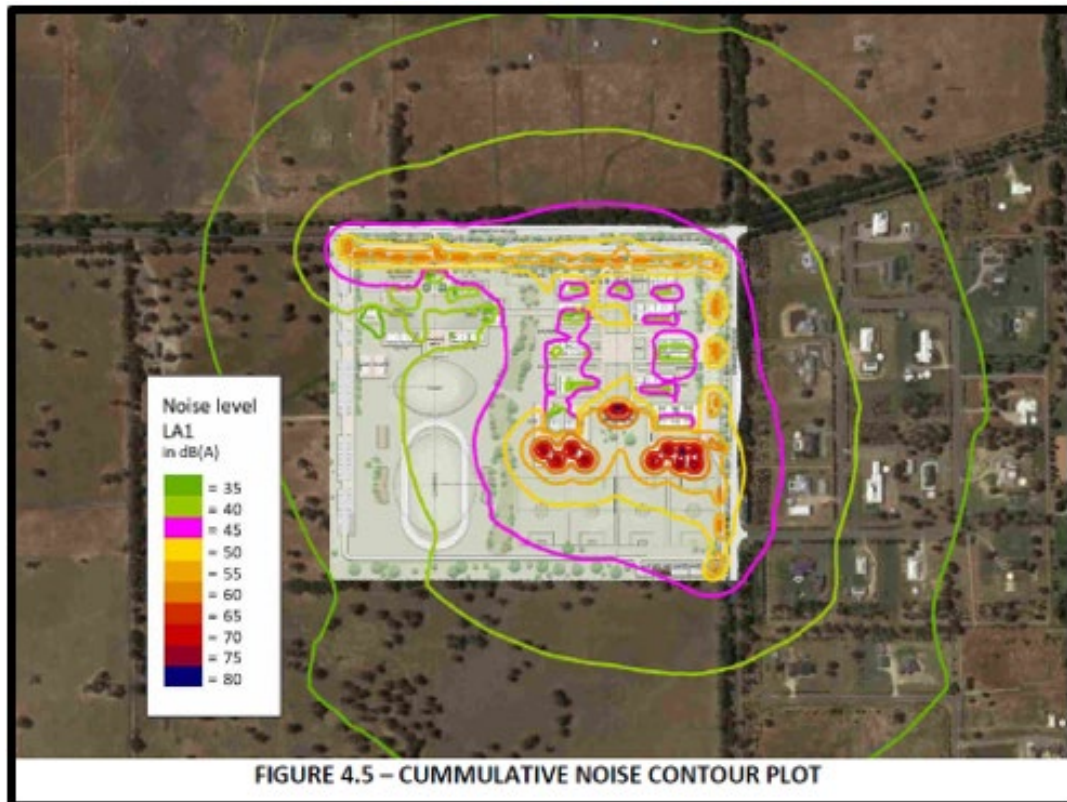 Noise level
LA1
in dB(A)
= 35
= 40
= 45
= 50
= 55
= 60
= 65
= 70
= 75
= 80
FIGURE 4.5 – CUMMULATIVE NOISE CONTOUR PLOT